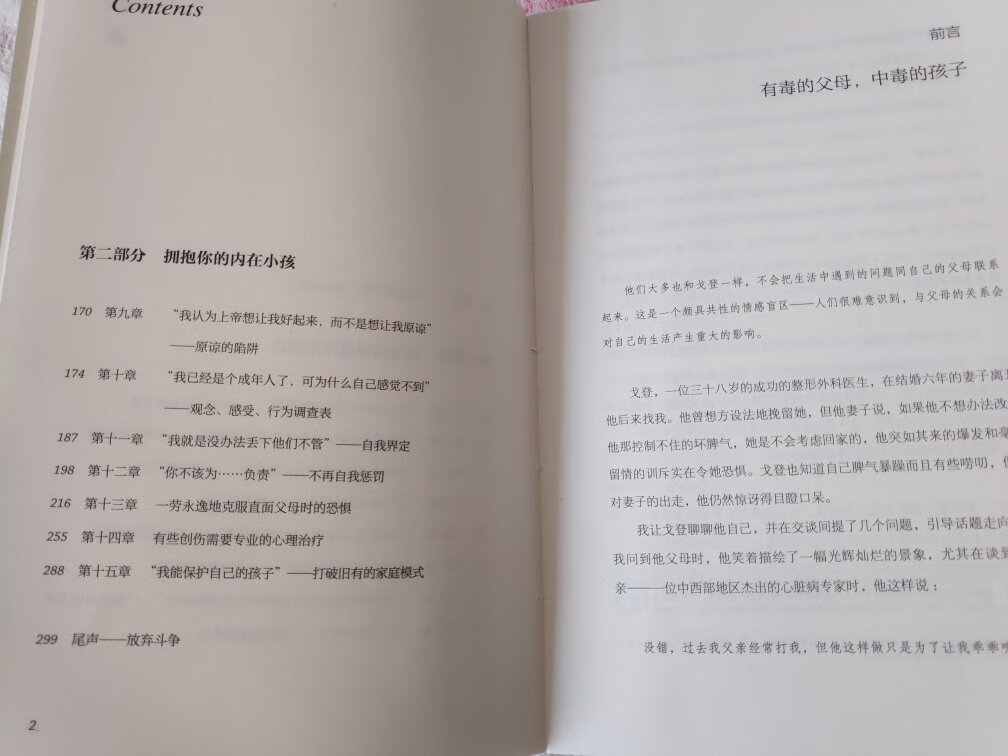 Contents
第二部分 拥抱你的内在小孩
170 第九章 “我认为上帝想让我好起来，而不是想让我原谅”
——原谅的陷阱
174 第十章 “我已经是个成年人了，可为什么自己感觉不到”
——观念、感受、行为调查表
187 第十一章 “我就是没办法丢下他们不管”——自我界定
198 第十二章 “你不该为……负责”——不再自我惩罚
216 第十三章 一劳永逸地克服直面父母时的恐惧
255 第十四章 有些创伤需要专业的心理治疗
288 第十五章 “我能保护自己的孩子”——打破旧有的家庭模式
299 尾声——放弃斗争
2
前言
有毒的父母，中毒的孩子
他们大多也和戈登一样，不会把生活中遇到的问题同自己的父母联系
起来。这是一个颇具共性的情感盲区——人们很难意识到，与父母的关系会
对自己的生活产生重大的影响。
戈登，一位三十八岁的成功的整形外科医生，在结婚六年的妻子离
他后来找我。他曾想方设法地挽留她，但他妻子说，如果他不想办法改
他那控制不住的坏脾气，她是不会考虑回家的，他突如其来的爆发和毫
留情的训斥实在令她恐惧。戈登也知道自己脾气暴躁而且有些唠叨，
对妻子的出走，他仍然惊讶得目瞪口呆。
我让戈登聊聊他自己，并在交谈间提了几个问题，引导话题走向
我问到他父母时，他笑着描绘了一幅光辉灿烂的景象，尤其在谈到
亲——一位中西部地区杰出的心脏病专家时，他这样说：
没错，过去我父亲经常打我，但他这样做只是为了让我乖乖